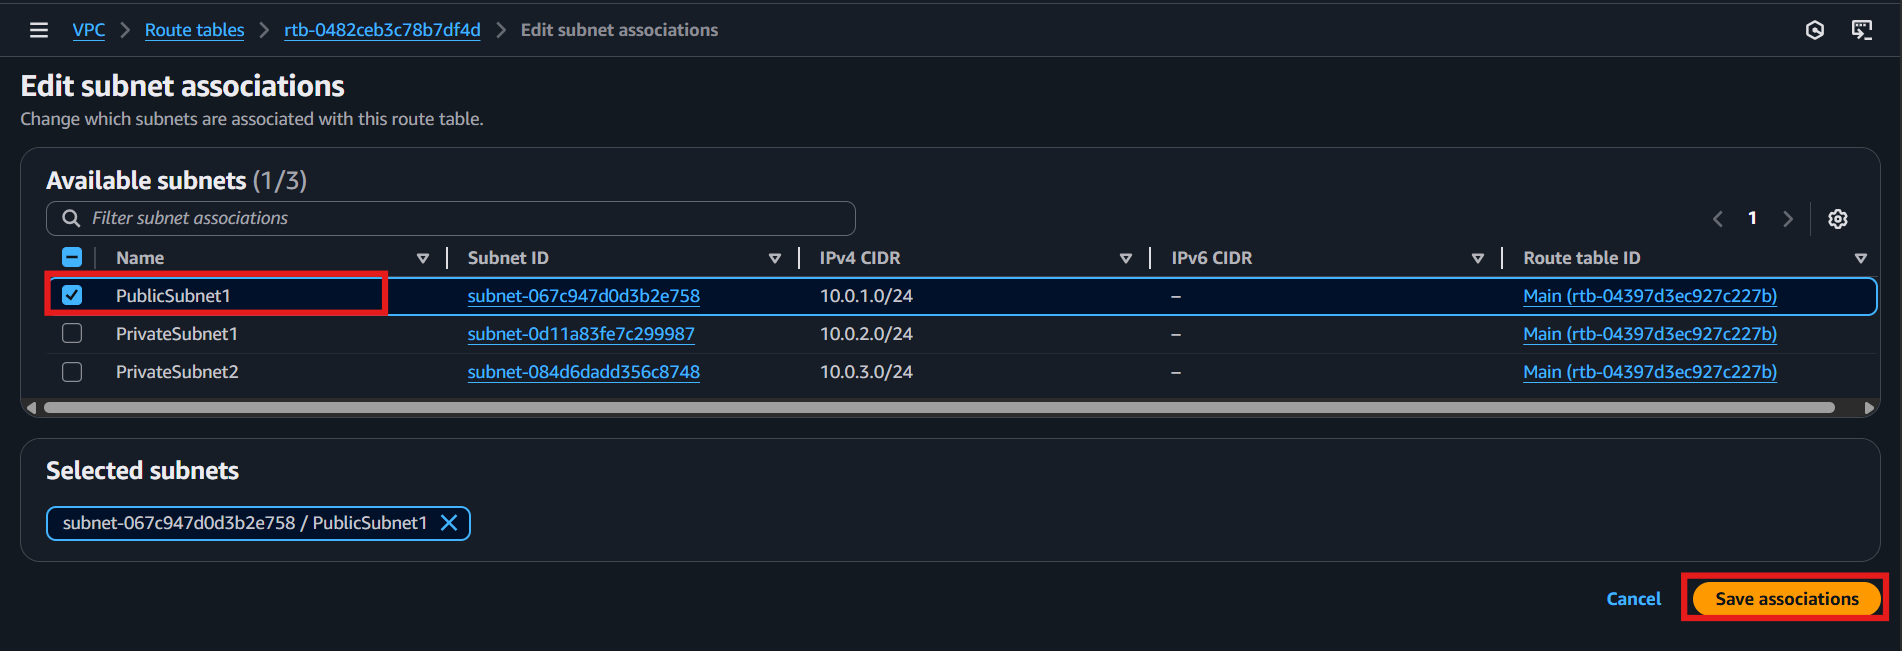 VPC > Route tables > rtb-0482ceb3c78b7df4d > Edit subnet associations
Edit subnet associations
Change which subnets are associated with this route table.
Available subnets (1/3)
Filter subnet associations
1
Name Subnet ID IPv4 CIDR IPv6 CIDR Route table ID
PublicSubnet1 subnet-067c947d0d3b2e758 10.0.1.0/24 – Main (rtb-04397d3ec927c227b)
PrivateSubnet1 subnet-0d11a83fe7c299987 10.0.2.0/24 – Main (rtb-04397d3ec927c227b)
PrivateSubnet2 subnet-084d6dadd356c8748 10.0.3.0/24 – Main (rtb-04397d3ec927c227b)
Selected subnets
subnet-067c947d0d3b2e758 / PublicSubnet1
Cancel Save associations